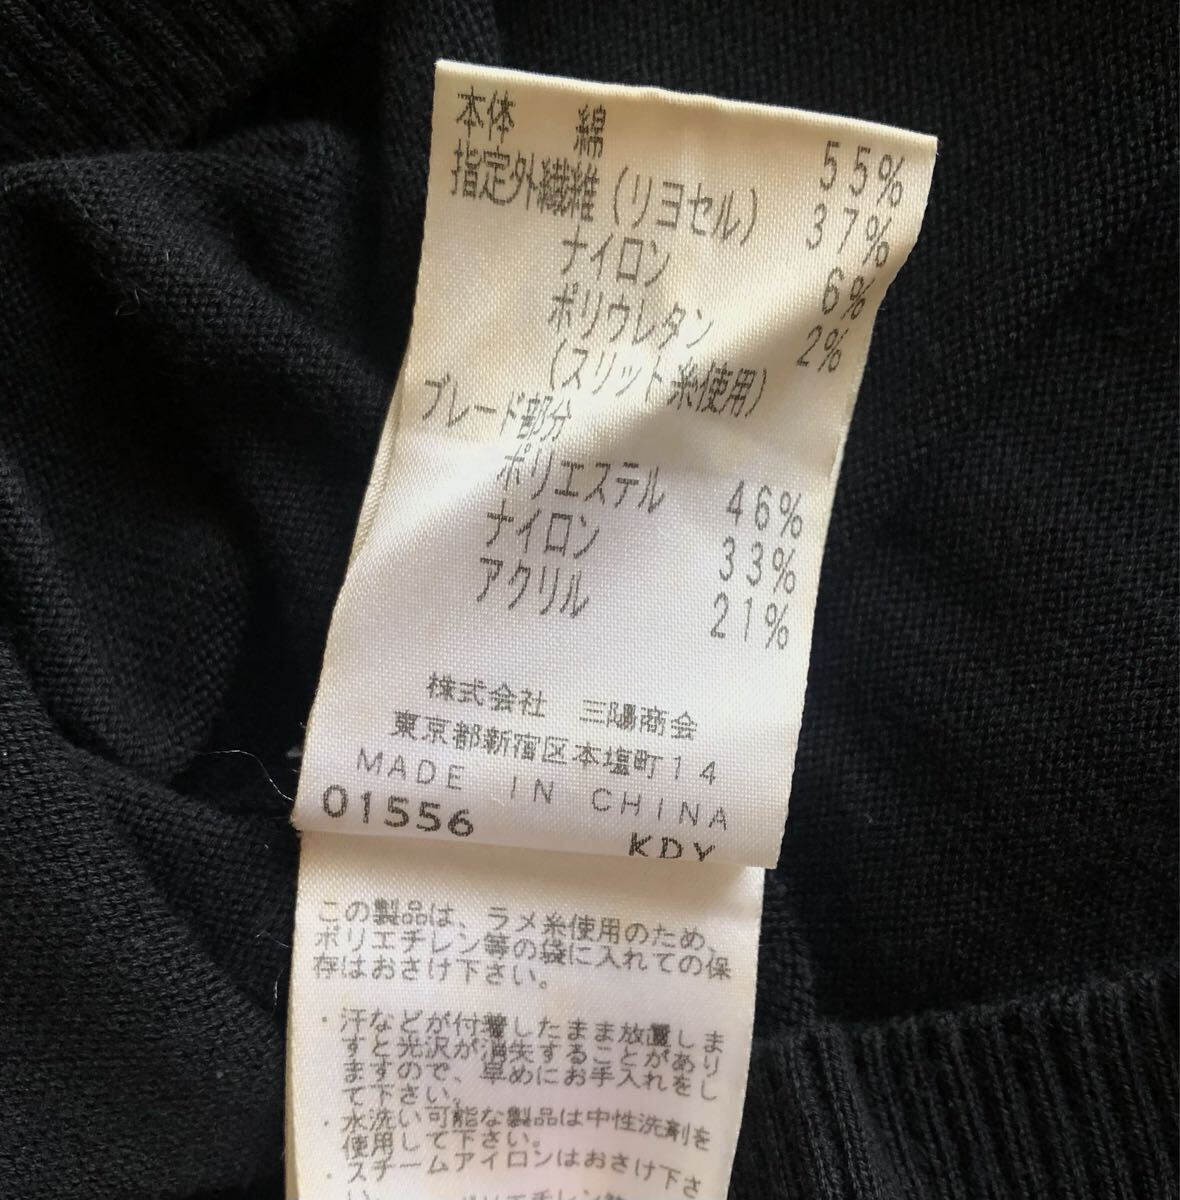 本体 綿 55%
指定外繊維(リヨセル) 37%
ナイロン 6%
ポリウレタン 2%
(スリット糸使用)
ブレード部分
ポリエステル 46%
ナイロン 33%
アクリル 21%
株式会社 三陽商会
東京都新宿区本塩町14
MADE IN CHINA
01556 KDY
この製品は、ラメ糸使用のため、
ポリエチレン等の袋に入れての保
存はおさけ下さい。
・汗などが付着したまま放置しま
すと光沢が消失することがあり
ますので、早めにお手入れをし
て下さい。
・水洗い可能な製品は中性洗剤を
使用して下さい。
・スチームアイロンはおさけ下さ
い。